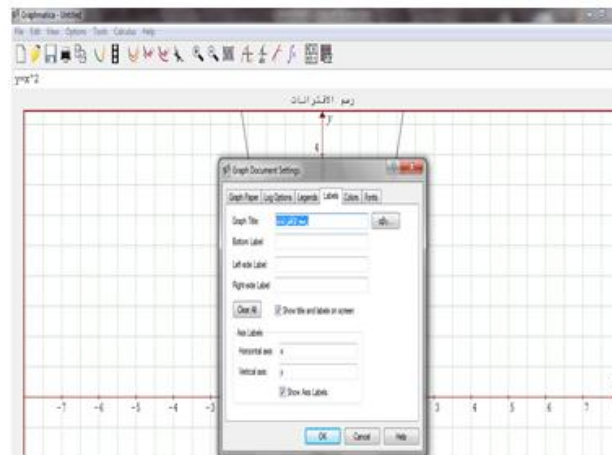 Graphmatica - Untitled
File Edit View Options Tools Calculus Help
y=x^2
رسم الاقترانات
y
4
Graph Document Settings
Graph Paper Log Options Legends Labels Colors Fonts
Graph Title: رسم الاقترانات
Bottom Label
Left-side Label
Right-side Label
Clear All Show title and labels on screen
Axis Labels
Horizontal axis x
Vertical axis y
Show Axis Labels
OK Cancel Help
-7 -6 -5 -4 -3 3 4 5 6 7